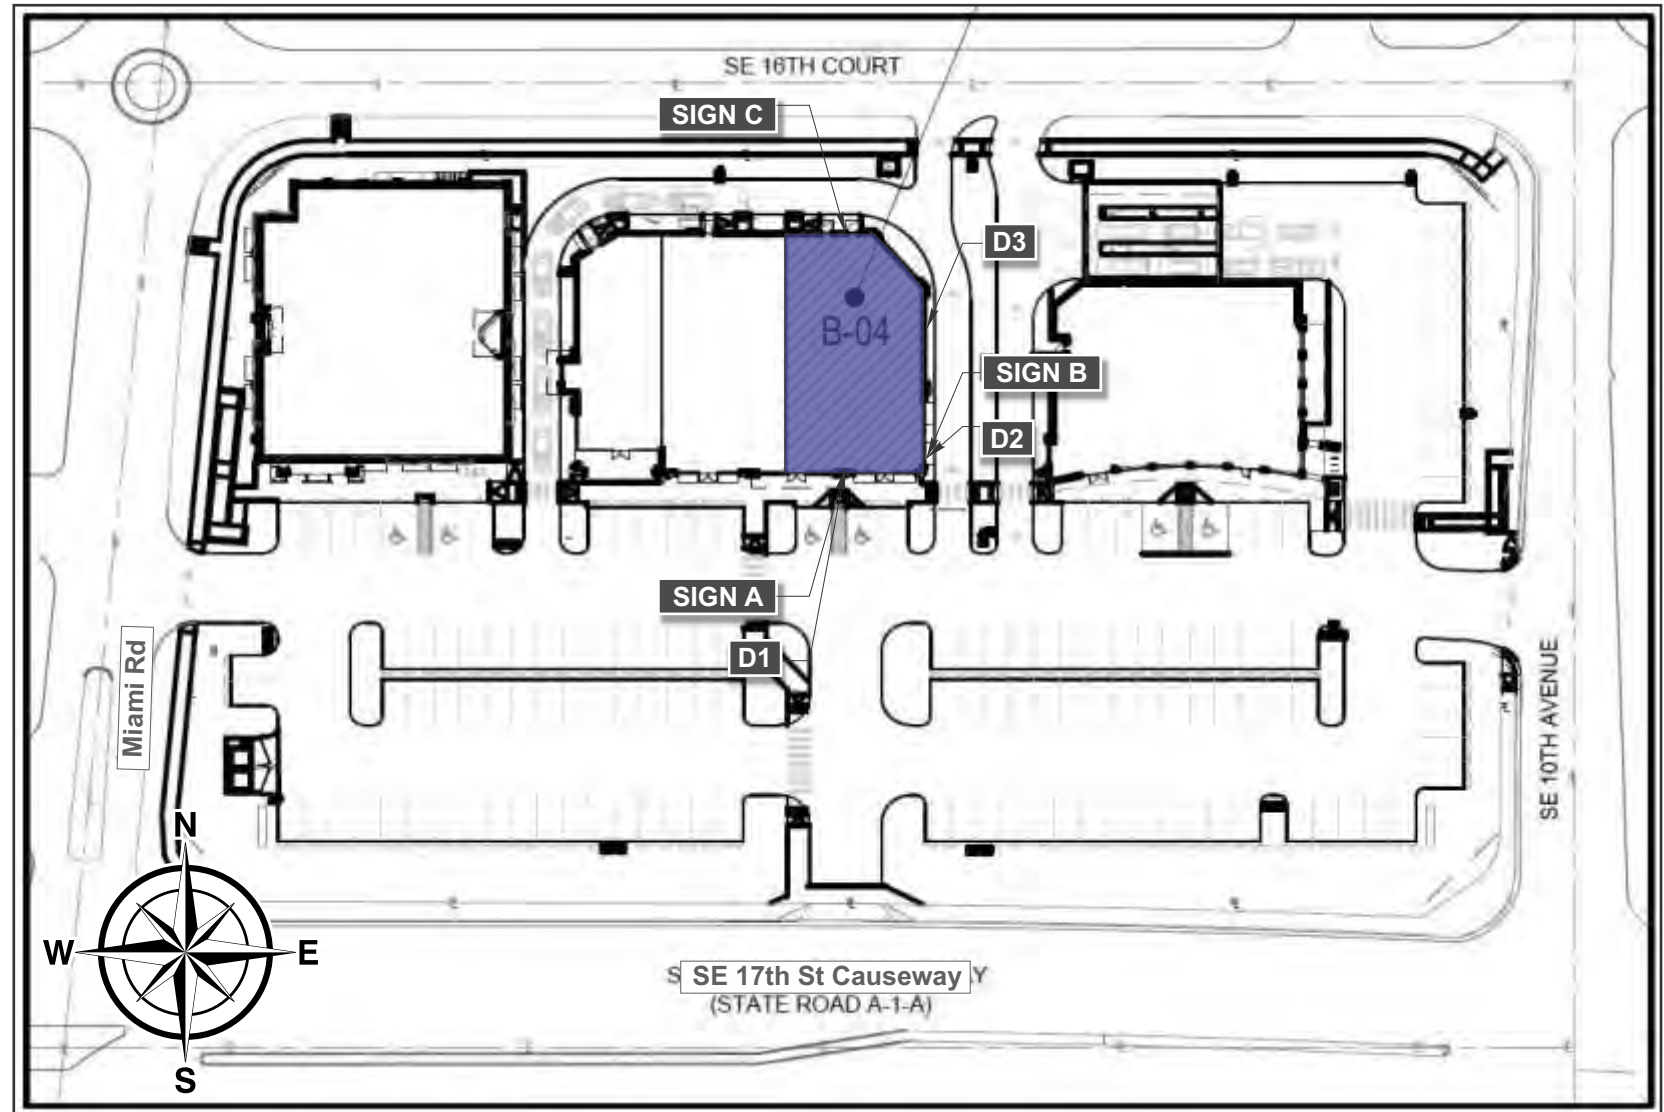 SE 16TH COURT
SIGN C
D3
B-04
SIGN B
D2
SIGN A
D1
Miami Rd
SE 10TH AVENUE
N
W
E
S
SE 17th St Causeway
(STATE ROAD A-1-A)